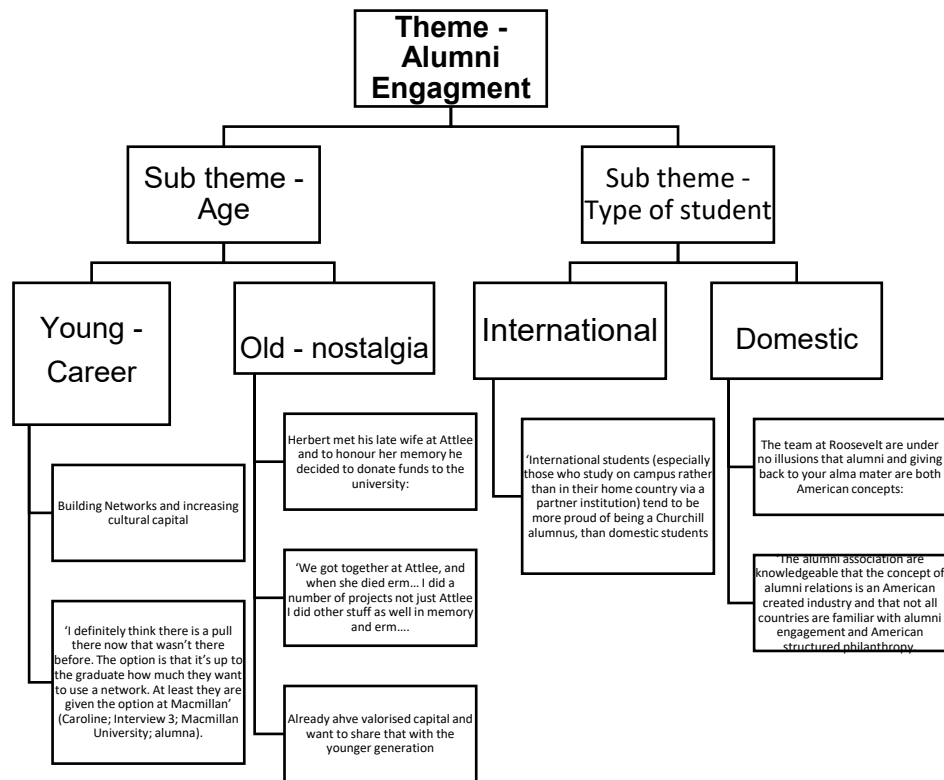 Theme -
Alumni
Engagment
Sub theme -
Age
Sub theme -
Type of student
Young -
Career
Old - nostalgia
International
Domestic
Building Networks and increasing
cultural capital
‘I definitely think there is a pull
there now that wasn’t there
before. The option is that it’s up to
the graduate how much they want
to use a network. At least they are
given the option at Macmillan’
(Caroline; Interview 3; Macmillan
University; alumna).
Herbert met his late wife at Attlee
and to honour her memory he
decided to donate funds to the
university:
‘We got together at Attlee, and
when she died erm… I did a
number of projects not just Attlee
I did other stuff as well in memory
and erm….
Already ahve valorised capital and
want to share that with the
younger generation
‘International students (especially
those who study on campus rather
than in their home country via a
partner institution) tend to be
more proud of being a Churchill
alumnus, than domestic students
The team at Roosevelt are under
no illusions that alumni and giving
back to your alma mater are both
American concepts:
‘The alumni association are
knowledgeable that the concept of
alumni relations is an American
created industry and that not all
countries are familiar with alumni
engagement and American
structured philanthropy.